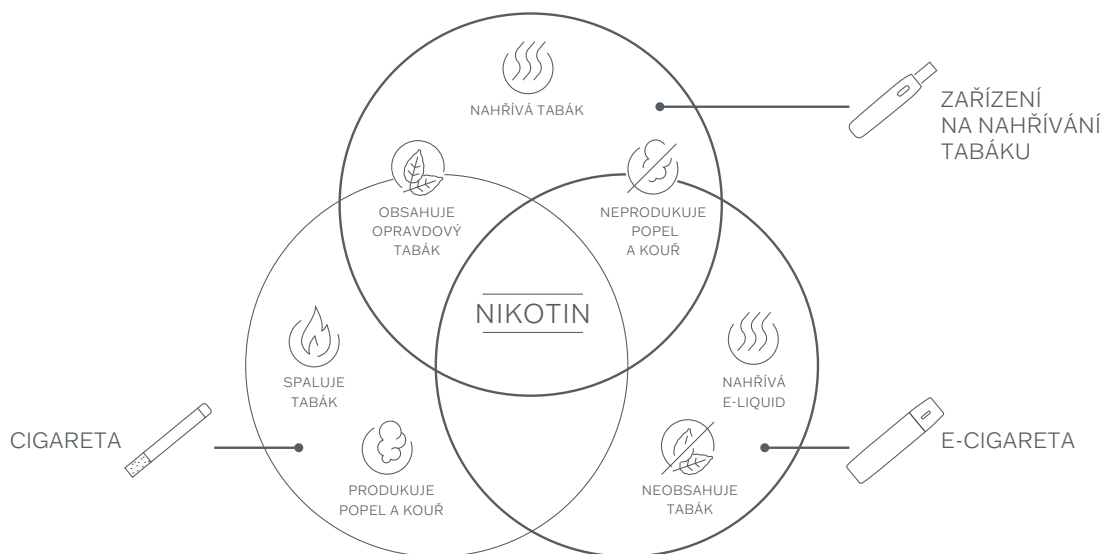 NAHŘÍVÁ TABÁK
ZAŘÍZENÍ
NA NAHŘÍVÁNÍ
TABÁKU
OBSAHUJE
OPRAVDOVÝ
TABÁK
NEPRODUKUJE
POPEL
A KOUŘ
NIKOTIN
SPALUJE
TABÁK
NAHŘÍVÁ
E-LIQUID
CIGARETA
E-CIGARETA
PRODUKUJE
POPEL A KOUŘ
NEOBSAHUJE
TABÁK